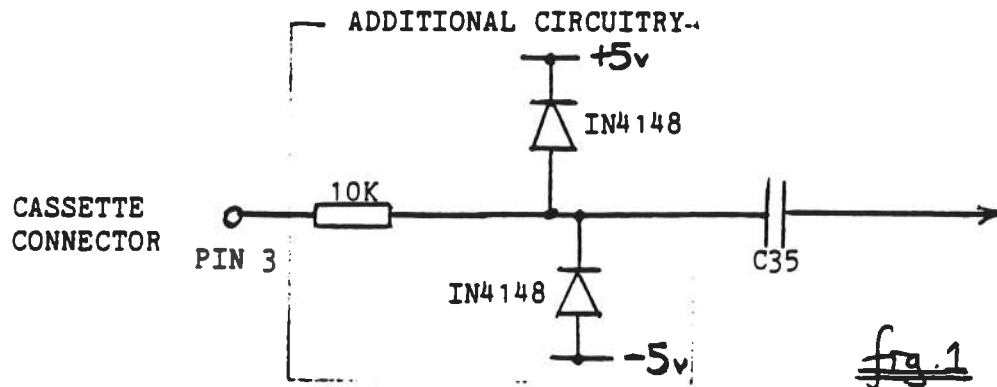 ADDITIONAL CIRCUITRY
+5v
IN4148
10K
CASSETTE
CONNECTOR
PIN 3
C35
IN4148
-5v
fig.1